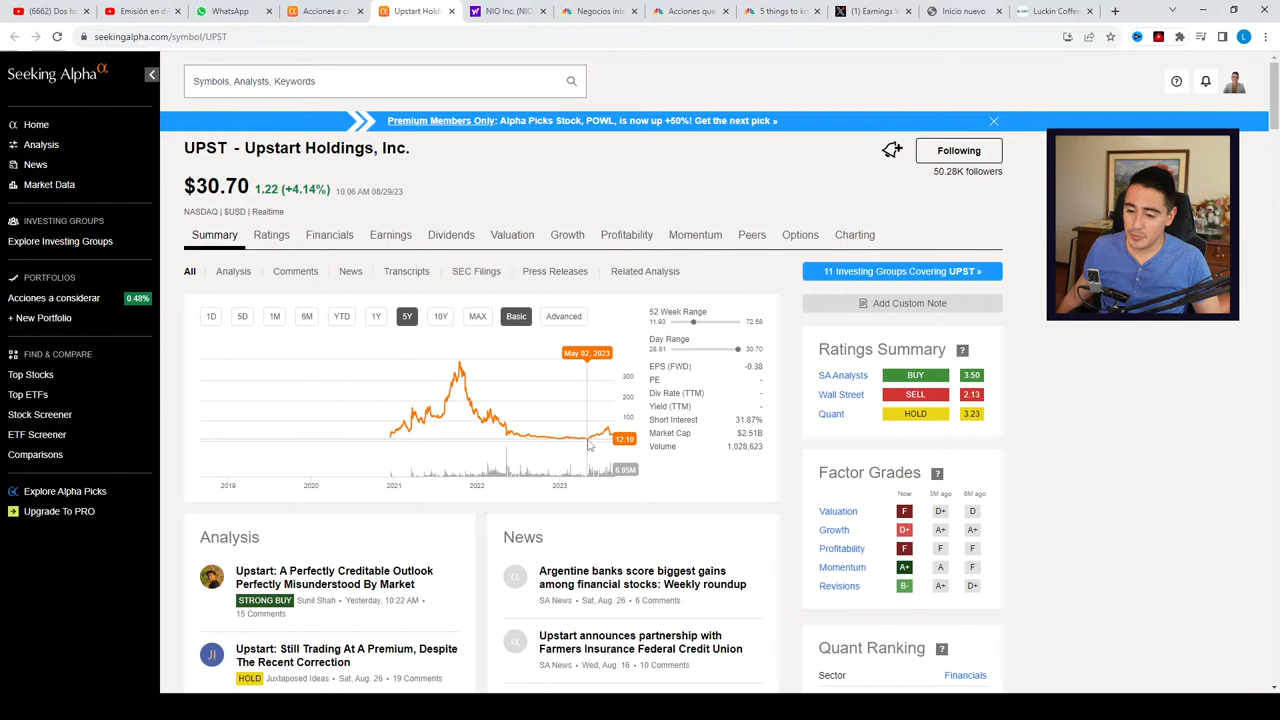 (6662) Dos ho
Emisión en di
WhatsApp
Acciones a co
Upstart Holdi
NIO Inc. (NIO
Negocios inte
Acciones que
5 things to kn
(1) Earnings W
Inicio nuevo
Luckin Coffee
seekingalpha.com/symbol/UPST
L
Seeking Alpha α
Symbols, Analysts, Keywords
Premium Members Only: Alpha Picks Stock, POWL, is now up +50%! Get the next pick »
Home
Analysis
News
Market Data
INVESTING GROUPS
Explore Investing Groups
PORTFOLIOS
Acciones a considerar 0.48%
+ New Portfolio
FIND & COMPARE
Top Stocks
Top ETFs
Stock Screener
ETF Screener
Comparisons
Explore Alpha Picks
Upgrade To PRO
UPST - Upstart Holdings, Inc.
Following
50.28K followers
$30.70 1.22 (+4.14%) 10:06 AM 08/29/23
NASDAQ | $USD | Realtime
Summary Ratings Financials Earnings Dividends Valuation Growth Profitability Momentum Peers Options Charting
All Analysis Comments News Transcripts SEC Filings Press Releases Related Analysis
1D 5D 1M 6M YTD 1Y 5Y 10Y MAX Basic Advanced
May 02, 2023
300
200
100
12.10
6.95M
2019 2020 2021 2022 2023
52 Week Range
11.93 72.58
Day Range
28.81 30.70
EPS (FWD) -0.38
PE -
Div Rate (TTM) -
Yield (TTM) -
Short Interest 31.87%
Market Cap $2.51B
Volume 1,028,623
Analysis
Upstart: A Perfectly Creditable Outlook
Perfectly Misunderstood By Market
STRONG BUY Sunil Shah • Yesterday, 10:22 AM •
15 Comments
JI
Upstart: Still Trading At A Premium, Despite
The Recent Correction
HOLD Juxtaposed Ideas • Sat, Aug. 26 • 19 Comments
News
Argentine banks score biggest gains
among financial stocks: Weekly roundup
SA News • Sat, Aug. 26 • 6 Comments
Upstart announces partnership with
Farmers Insurance Federal Credit Union
SA News • Wed, Aug. 16 • 10 Comments
11 Investing Groups Covering UPST »
Add Custom Note
Ratings Summary ?
SA Analysts BUY 3.50
Wall Street SELL 2.13
Quant HOLD 3.23
Factor Grades ?
Now 3M ago 6M ago
Valuation F D+ D
Growth D+ A+ A+
Profitability F F F
Momentum A+ A F
Revisions B- A+ D+
Quant Ranking ?
Sector Financials